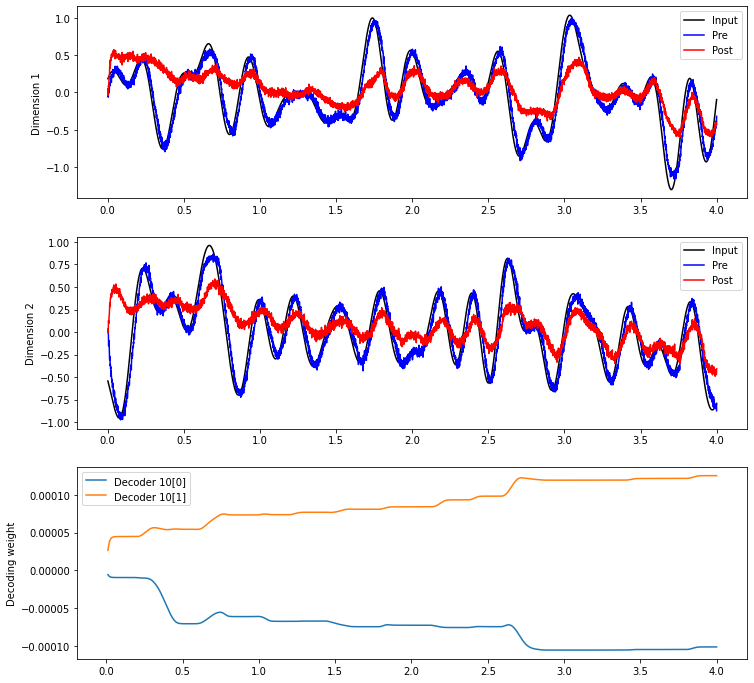 1.0
0.5
0.0
−0.5
−1.0
Dimension 1
Input
Pre
Post
0.0 0.5 1.0 1.5 2.0 2.5 3.0 3.5 4.0
1.00
0.75
0.50
0.25
0.00
−0.25
−0.50
−0.75
−1.00
Dimension 2
Input
Pre
Post
0.0 0.5 1.0 1.5 2.0 2.5 3.0 3.5 4.0
Decoder 10[0]
Decoder 10[1]
0.00010
0.00005
0.00000
−0.00005
−0.00010
Decoding weight
0.0 0.5 1.0 1.5 2.0 2.5 3.0 3.5 4.0